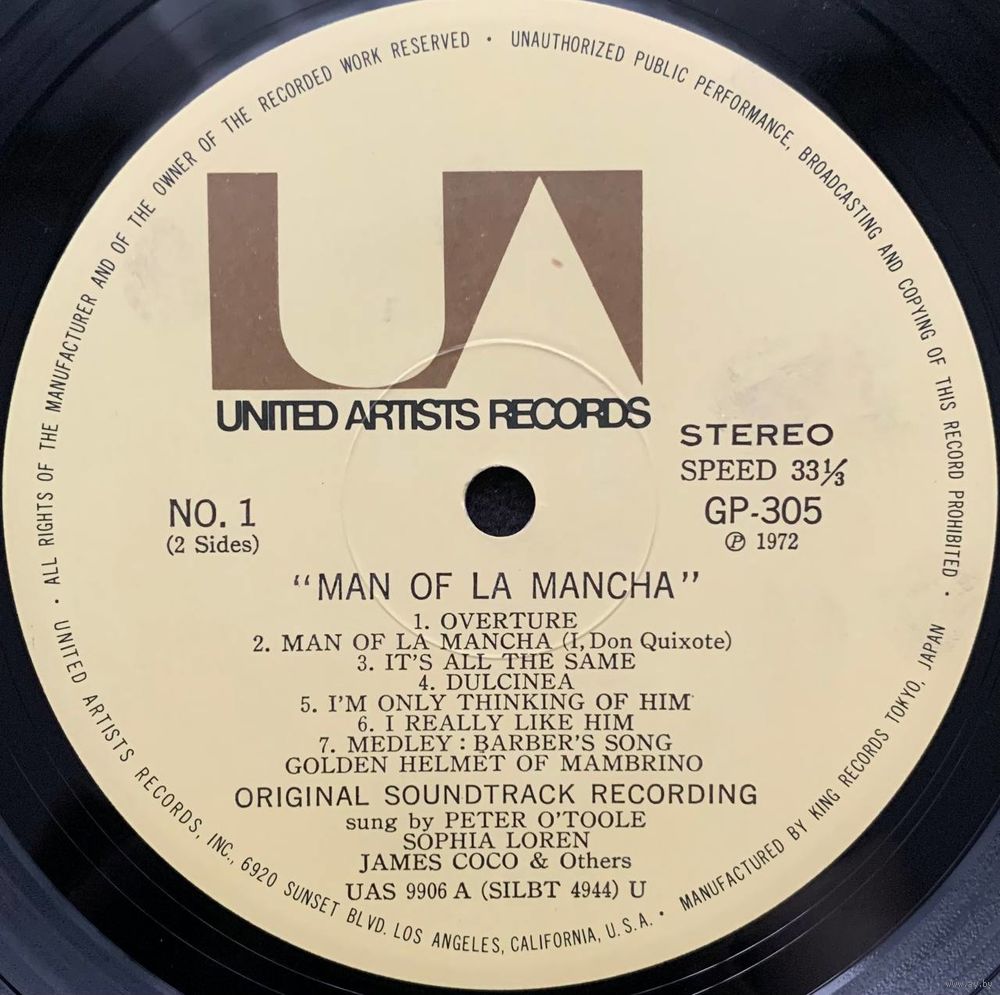 ALL RIGHTS OF THE MANUFACTURER AND OF THE OWNER OF THE RECORDED WORK RESERVED · UNAUTHORIZED PUBLIC PERFORMANCE, BROADCASTING AND COPYING OF THIS RECORD PROHIBITED ·
UA
UNITED ARTISTS RECORDS
STEREO
SPEED 33⅓
GP-305
℗ 1972
NO. 1
(2 Sides)
“MAN OF LA MANCHA”
1. OVERTURE
2. MAN OF LA MANCHA (I, Don Quixote)
3. IT'S ALL THE SAME
4. DULCINEA
5. I'M ONLY THINKING OF HIM
6. I REALLY LIKE HIM
7. MEDLEY : BARBER'S SONG
GOLDEN HELMET OF MAMBRINO
ORIGINAL SOUNDTRACK RECORDING
sung by PETER O'TOOLE
SOPHIA LOREN
JAMES COCO & Others
UAS 9906 A (SILBT 4944) U
· UNITED ARTISTS RECORDS, INC., 6920 SUNSET BLVD. LOS ANGELES, CALIFORNIA, U.S.A. · MANUFACTURED BY KING RECORDS TOKYO, JAPAN
www.ay.by